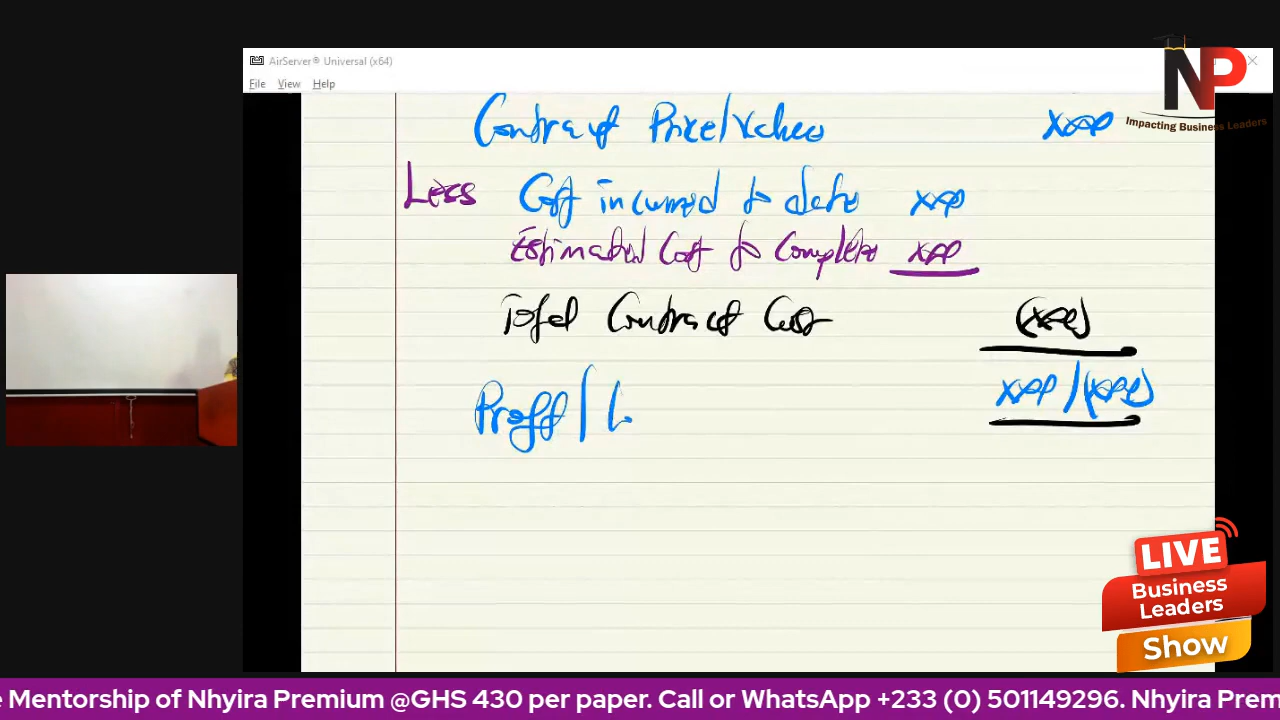 AirServer® Universal (x64)
File View Help
NP
Impacting Business Leaders
Contract Price/Value xxx
Less Cost incurred to date xxx
Estimated Cost to Complete xxx
Total Contract Cost (xxx)
Profit / L xxx/(xxx)
LIVE
Business
Leaders
Show
e Mentorship of Nhyira Premium @GHS 430 per paper. Call or WhatsApp +233 (0) 501149296. Nhyira Prem